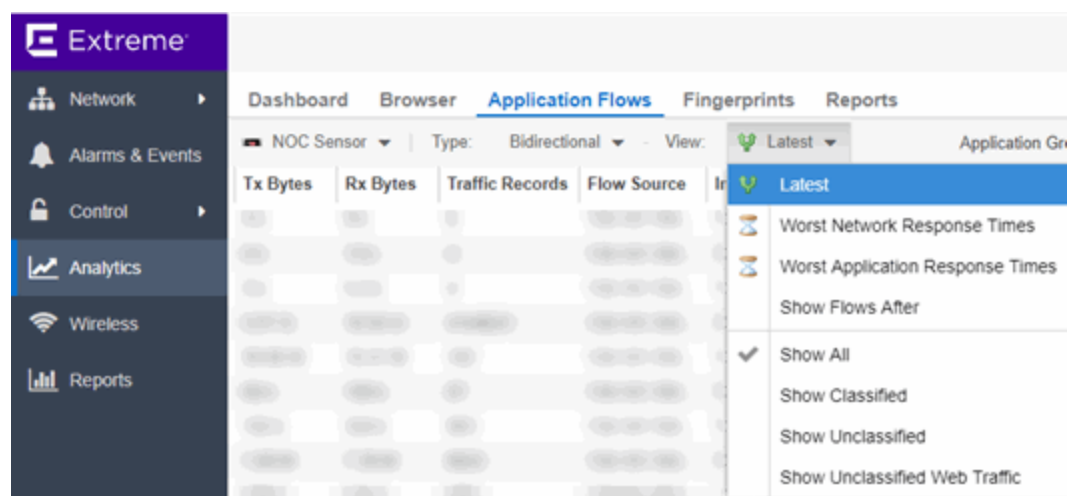 Extreme
Network
Alarms & Events
Control
Analytics
Wireless
Reports
Dashboard Browser Application Flows Fingerprints Reports
NOC Sensor Type: Bidirectional - View: Latest Application
Tx Bytes Rx Bytes Traffic Records Flow Source
Latest
Worst Network Response Times
Worst Application Response Times
Show Flows After
Show All
Show Classified
Show Unclassified
Show Unclassified Web Traffic